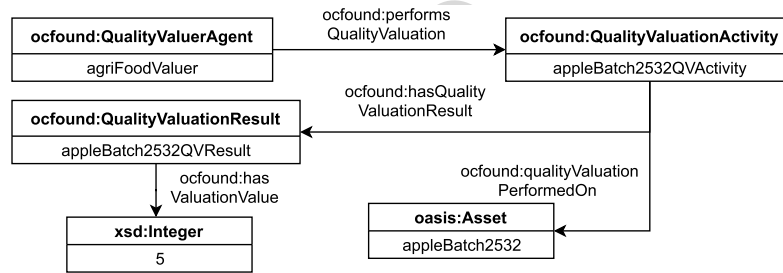 ocfound:performs
QualityValuation
ocfound:QualityValuerAgent
agriFoodValuer
ocfound:QualityValuationActivity
appleBatch2532QVActivity
ocfound:hasQuality
ValuationResult
ocfound:QualityValuationResult
appleBatch2532QVResult
ocfound:has
ValuationValue
ocfound:qualityValuation
PerformedOn
xsd:Integer
5
oasis:Asset
appleBatch2532